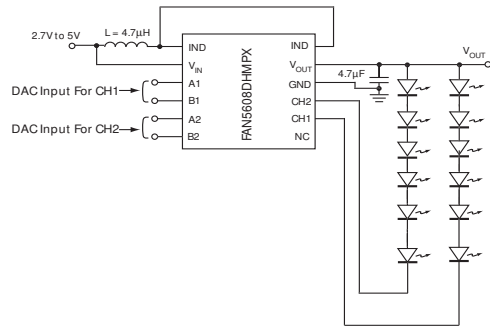 2.7V to 5V
L = 4.7µH
IND
VIN
A1
B1
A2
B2
DAC Input For CH1
DAC Input For CH2
FAN5608DHMPX
IND
VOUT
GND
CH2
CH1
NC
4.7µF
VOUT